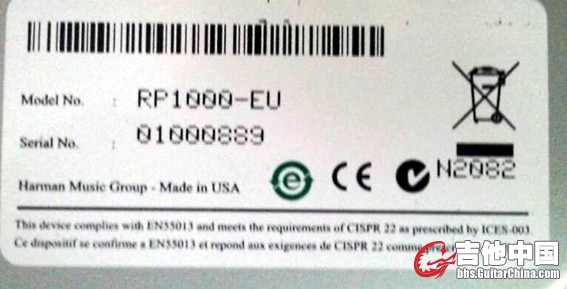 Model No. : RP1000-EU
Serial No. : 01000889
Harman Music Group - Made in USA e CE N2082
This device complies with EN55013 and meets the requirements of CISPR 22 as prescribed by ICES-003
Ce dispositif se confirme a EN55013 et repond aux exigences de CISPR 22 comme
吉他中国
bbs.GuitarChina.com